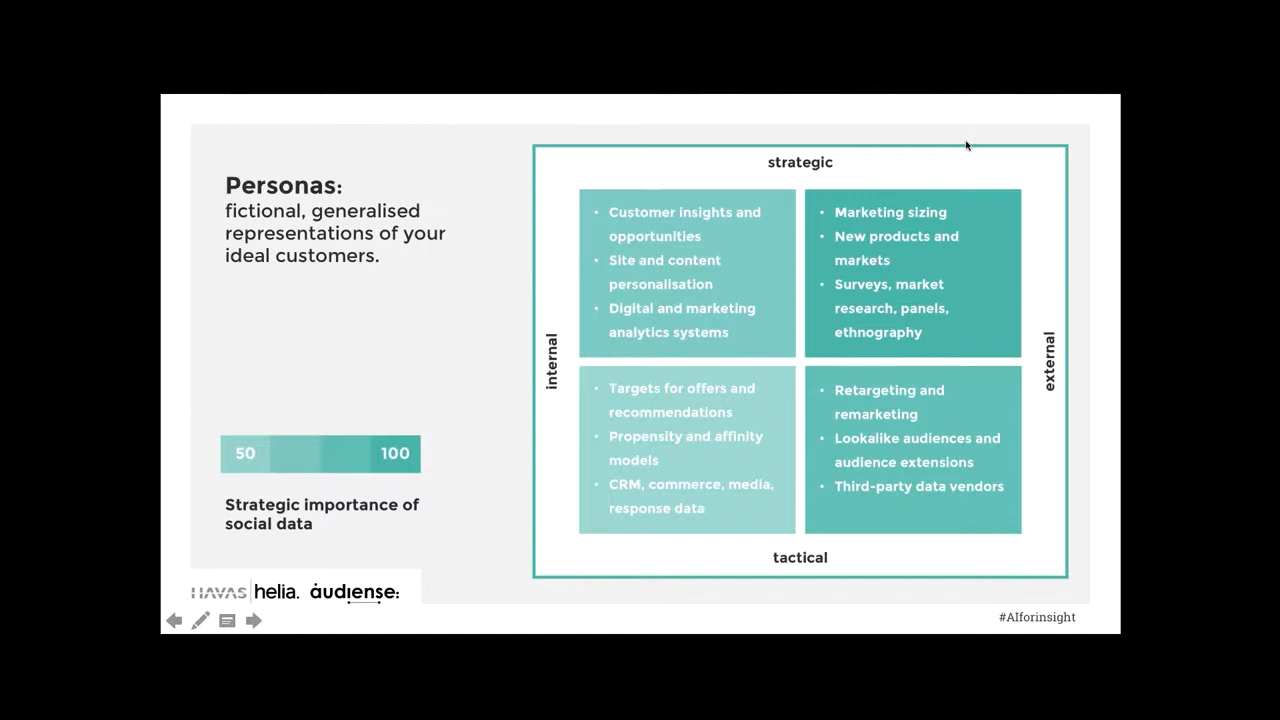 Personas:
fictional, generalised
representations of your
ideal customers.
50
100
Strategic importance of
social data
strategic
internal
• Customer insights and
opportunities
• Site and content
personalisation
• Digital and marketing
analytics systems
• Marketing sizing
• New products and
markets
• Surveys, market
research, panels,
ethnography
external
• Targets for offers and
recommendations
• Propensity and affinity
models
• CRM, commerce, media,
response data
• Retargeting and
remarketing
• Lookalike audiences and
audience extensions
• Third-party data vendors
tactical
HAVAS helia. audiense:
#AIforinsight